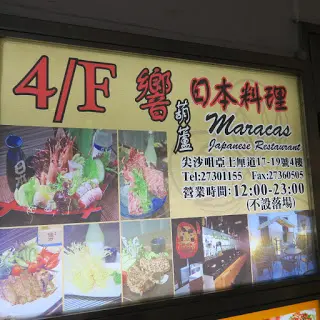 4/F 響葫蘆 日本料理
Maracas
Japanese Restaurant
尖沙咀亞士厘道17-19號4樓
Tel:27301155 Fax:27360505
營業時間:12:00-23:00
(不設落場)